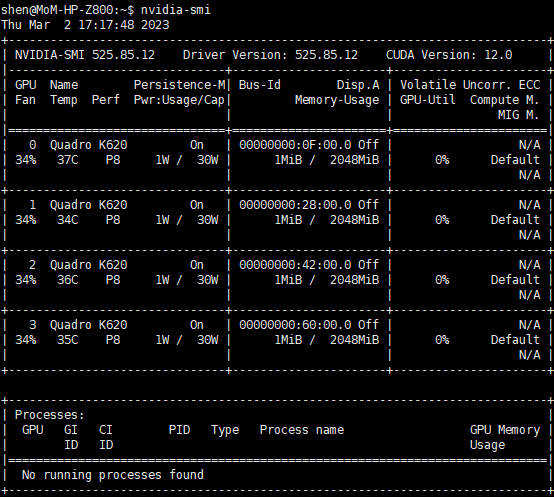 shen@MoM-HP-Z800:~$ nvidia-smi
Thu Mar  2 17:17:48 2023
+-----------------------------------------------------------------------------+
| NVIDIA-SMI 525.85.12    Driver Version: 525.85.12    CUDA Version: 12.0     |
|-------------------------------+----------------------+----------------------+
| GPU  Name        Persistence-M| Bus-Id        Disp.A | Volatile Uncorr. ECC |
| Fan  Temp  Perf  Pwr:Usage/Cap|         Memory-Usage | GPU-Util  Compute M. |
|                               |                      |               MIG M. |
|===============================+======================+======================|
|   0  Quadro K620         On   | 00000000:0F:00.0 Off |                  N/A |
| 34%   37C    P8     1W /  30W |      1MiB /  2048MiB |      0%      Default |
|                               |                      |                  N/A |
+-------------------------------+----------------------+----------------------+
|   1  Quadro K620         On   | 00000000:28:00.0 Off |                  N/A |
| 34%   34C    P8     1W /  30W |      1MiB /  2048MiB |      0%      Default |
|                               |                      |                  N/A |
+-------------------------------+----------------------+----------------------+
|   2  Quadro K620         On   | 00000000:42:00.0 Off |                  N/A |
| 34%   36C    P8     1W /  30W |      1MiB /  2048MiB |      0%      Default |
|                               |                      |                  N/A |
+-------------------------------+----------------------+----------------------+
|   3  Quadro K620         On   | 00000000:60:00.0 Off |                  N/A |
| 34%   35C    P8     1W /  30W |      1MiB /  2048MiB |      0%      Default |
|                               |                      |                  N/A |
+-------------------------------+----------------------+----------------------+

+-----------------------------------------------------------------------------+
| Processes:                                                                  |
|  GPU   GI   CI        PID   Type   Process name                  GPU Memory |
|        ID   ID                                                   Usage      |
|=============================================================================|
|  No running processes found                                                 |
+-----------------------------------------------------------------------------+